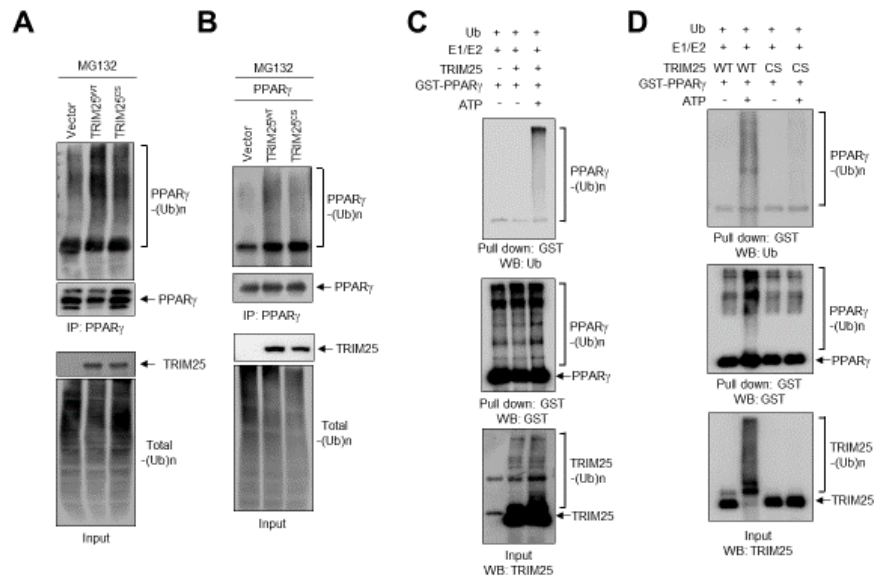 A
MG132
Vector
TRIM25WT
TRIM25CS
PPARγ
-(Ub)n
PPARγ
IP: PPARγ
TRIM25
Total
-(Ub)n
Input
B
MG132
PPARγ
Vector
TRIM25WT
TRIM25CS
PPARγ
-(Ub)n
PPARγ
IP: PPARγ
TRIM25
Total
-(Ub)n
Input
C
Ub + + +
E1/E2 + + +
TRIM25 - + +
GST-PPARγ + + +
ATP - - +
PPARγ
-(Ub)n
Pull down: GST
WB: Ub
PPARγ
-(Ub)n
PPARγ
Pull down: GST
WB: GST
TRIM25
-(Ub)n
TRIM25
Input
WB: TRIM25
D
Ub + + + +
E1/E2 + + + +
TRIM25 WT WT CS CS
GST-PPARγ + + + +
ATP - + - +
PPARγ
-(Ub)n
Pull down: GST
WB: Ub
PPARγ
-(Ub)n
PPARγ
Pull down: GST
WB: GST
TRIM25
-(Ub)n
TRIM25
Input
WB: TRIM25